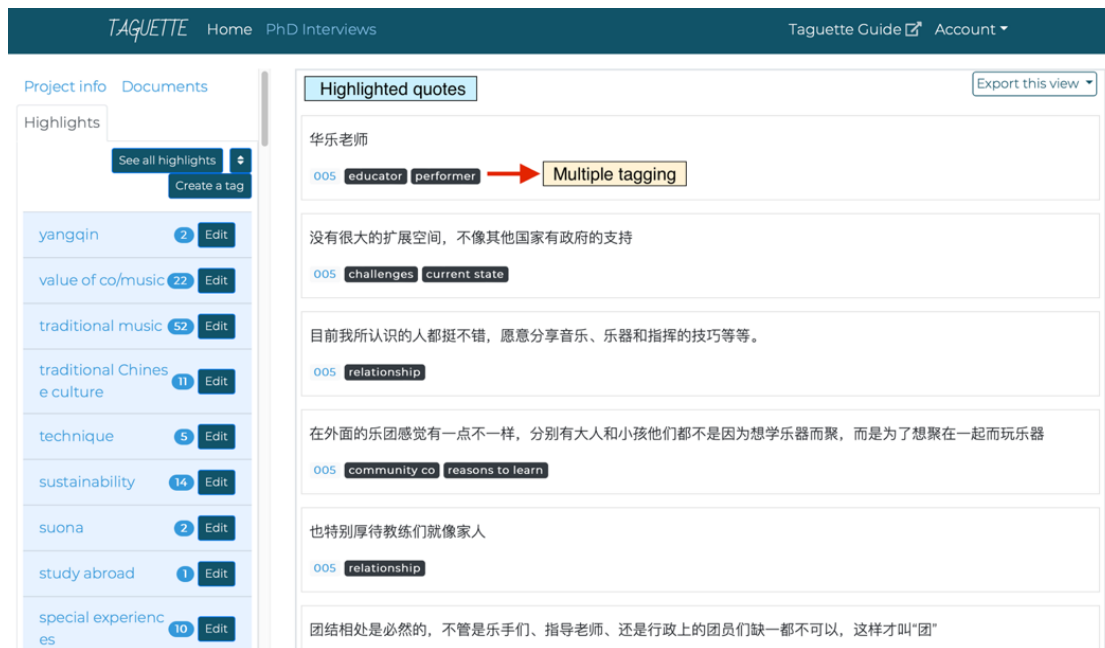 TAGUETTE Home PhD Interviews Taguette Guide Account
Project info Documents
Highlights
See all highlights
Create a tag
yangqin 2 Edit
value of co/music 22 Edit
traditional music 52 Edit
traditional Chines
e culture 11 Edit
technique 5 Edit
sustainability 14 Edit
suona 2 Edit
study abroad 1 Edit
special experienc
es 10 Edit
Highlighted quotes
Export this view
华乐老师
005 educator performer Multiple tagging
没有很大的扩展空间，不像其他国家有政府的支持
005 challenges current state
目前我所认识的人都挺不错，愿意分享音乐、乐器和指挥的技巧等等。
005 relationship
在外面的乐团感觉有一点不一样，分别有大人和小孩他们都不是因为想学乐器而聚，而是为了想聚在一起而玩乐器
005 community co reasons to learn
也特别厚待教练们就像家人
005 relationship
团结相处是必然的，不管是乐手们、指导老师、还是行政上的团员们缺一都不可以，这样才叫“团”